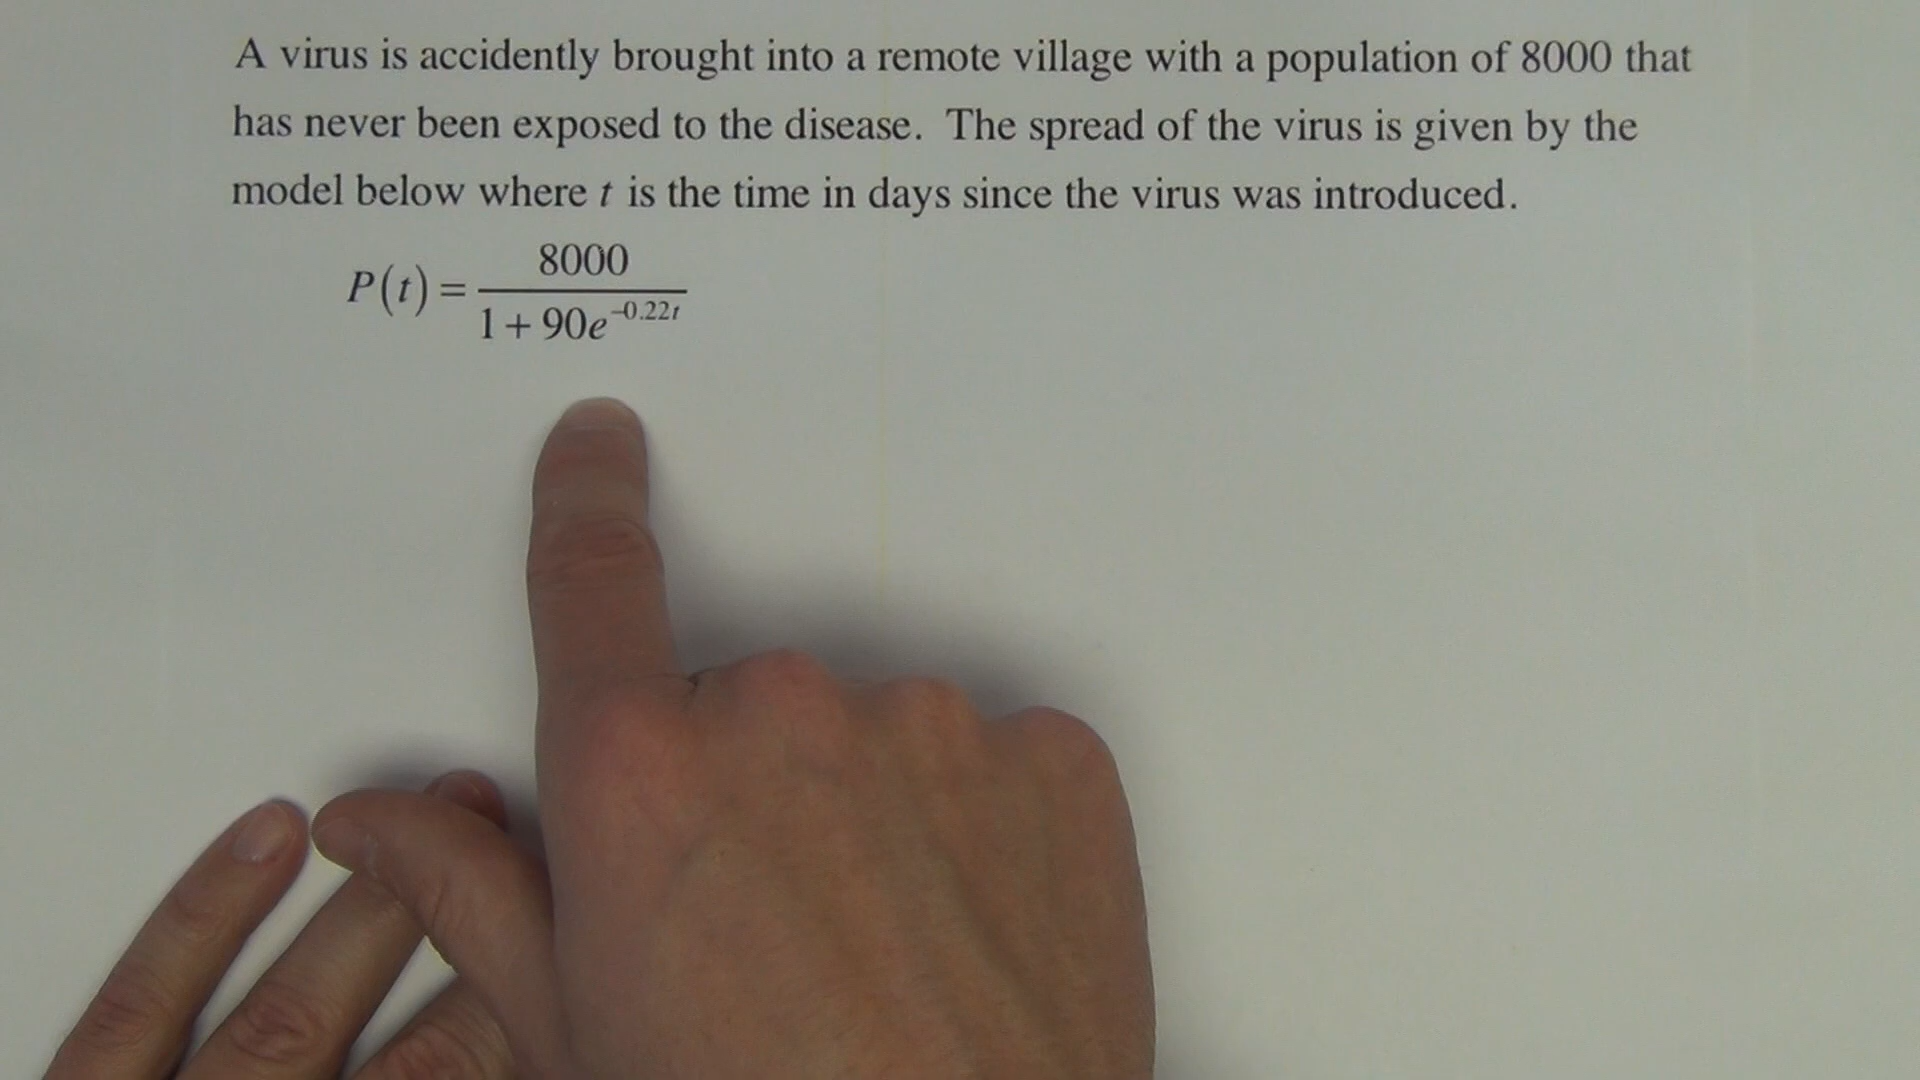 A virus is accidently brought into a remote village with a population of 8000 that
has never been exposed to the disease. The spread of the virus is given by the
model below where t is the time in days since the virus was introduced.
P(t) = 8000 / (1 + 90e^(-0.22t))